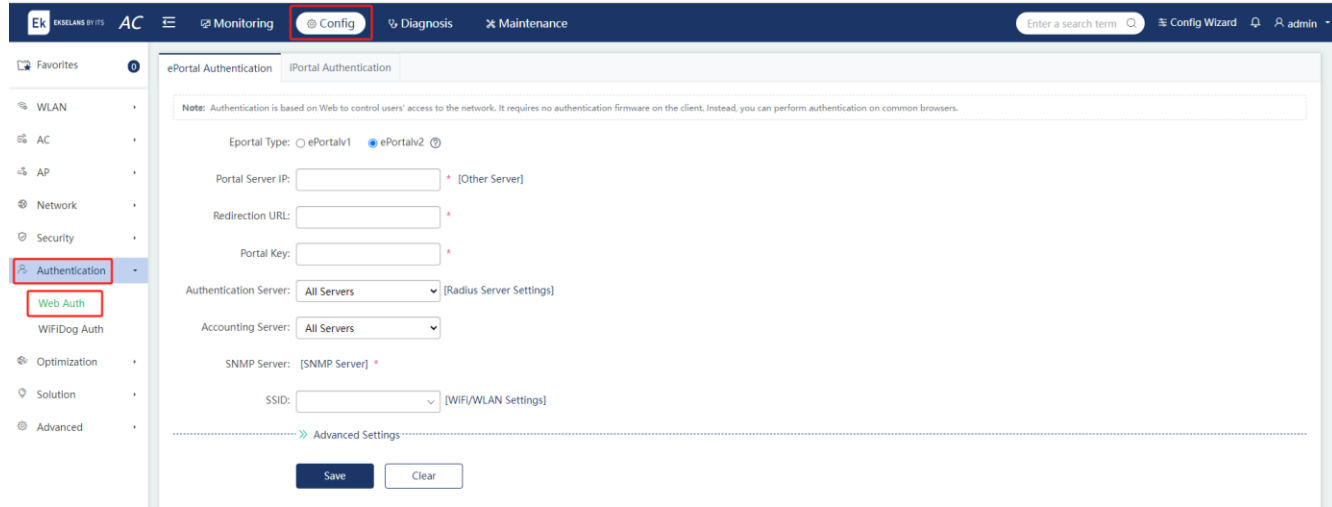 Ek EKSELANS BY ITS AC Monitoring Config Diagnosis Maintenance Enter a search term Config Wizard admin
Favorites 0
WLAN
AC
AP
Network
Security
Authentication
Web Auth
WiFiDog Auth
Optimization
Solution
Advanced
ePortal Authentication iPortal Authentication
Note: Authentication is based on Web to control users' access to the network. It requires no authentication firmware on the client. Instead, you can perform authentication on common browsers.
Eportal Type: ePortalv1 ePortalv2 ?
Portal Server IP: * [Other Server]
Redirection URL: *
Portal Key: *
Authentication Server: All Servers [Radius Server Settings]
Accounting Server: All Servers
SNMP Server: [SNMP Server] *
SSID: [WiFi/WLAN Settings]
Advanced Settings
Save Clear